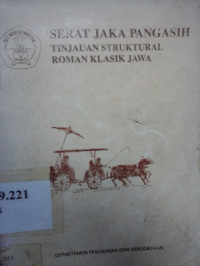 SERAT JAKA PANGASIH
TINJAUAN STRUKTURAL
ROMAN KLASIK JAWA
9.221
DEPARTEMEN PENDIDIKAN DAN KEBUDAYAAN